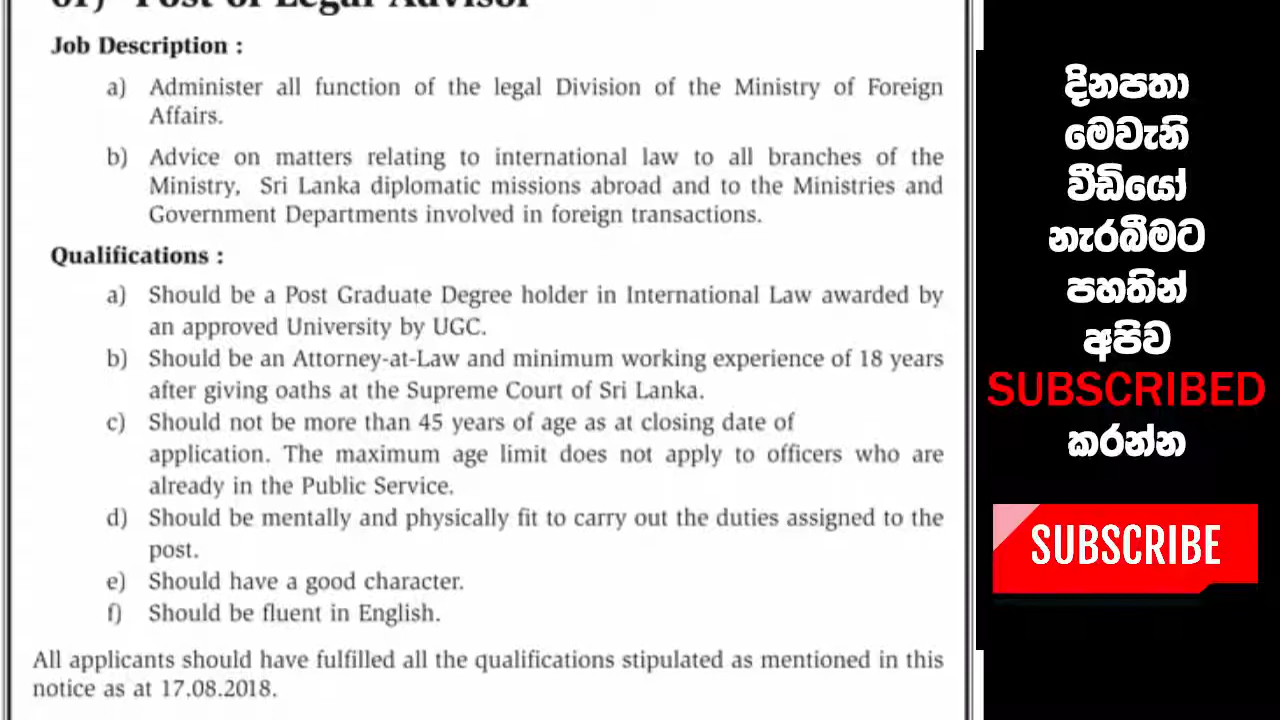 01) Post of Legal Advisor
Job Description :
a) Administer all function of the legal Division of the Ministry of Foreign
Affairs.
b) Advice on matters relating to international law to all branches of the
Ministry, Sri Lanka diplomatic missions abroad and to the Ministries and
Government Departments involved in foreign transactions.
Qualifications :
a) Should be a Post Graduate Degree holder in International Law awarded by
an approved University by UGC.
b) Should be an Attorney-at-Law and minimum working experience of 18 years
after giving oaths at the Supreme Court of Sri Lanka.
c) Should not be more than 45 years of age as at closing date of
application. The maximum age limit does not apply to officers who are
already in the Public Service.
d) Should be mentally and physically fit to carry out the duties assigned to the
post.
e) Should have a good character.
f) Should be fluent in English.
All applicants should have fulfilled all the qualifications stipulated as mentioned in this
notice as at 17.08.2018.
දිනපතා
මෙවැනි
වීඩියෝ
නැරඹීමට
පහතින්
අපිව
SUBSCRIBED
කරන්න
SUBSCRIBE